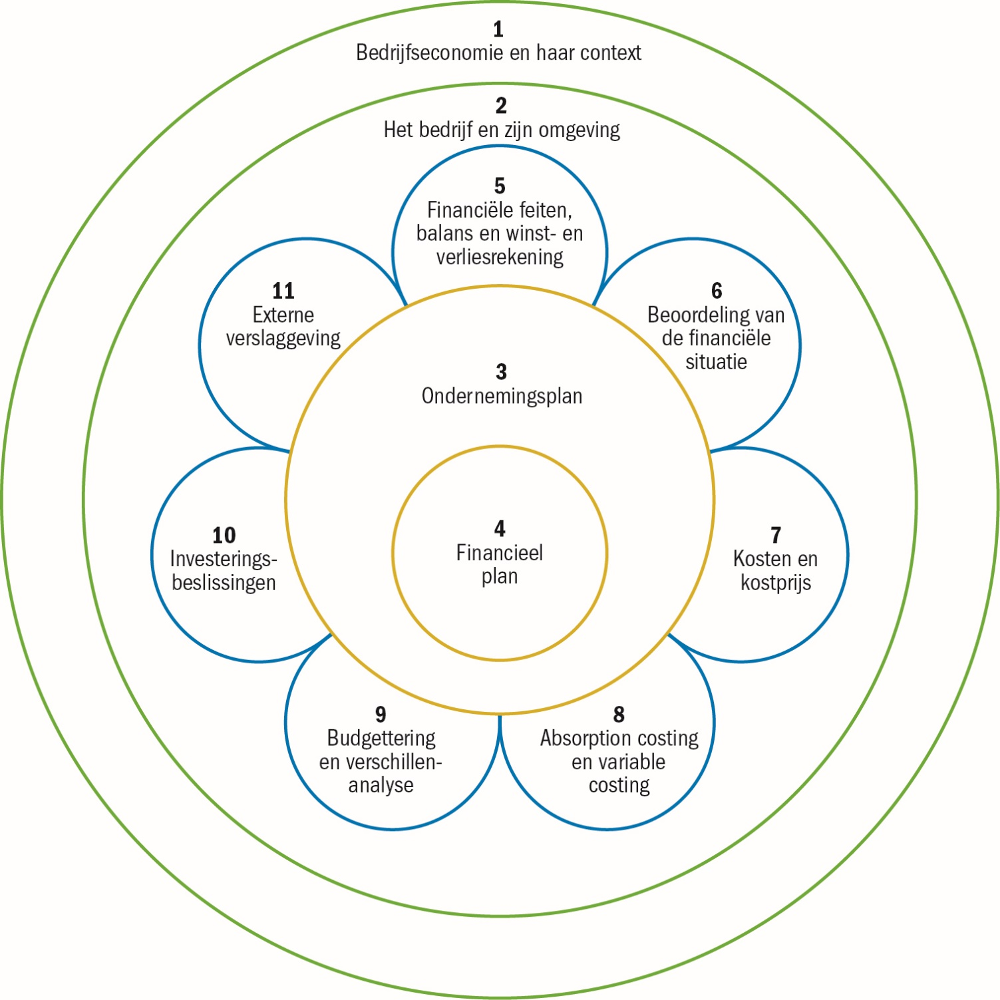 1
Bedrijfseconomie en haar context
2
Het bedrijf en zijn omgeving
5
Financiële feiten,
balans en winst- en
verliesrekening
11
Externe
verslaggeving
6
Beoordeling van
de financiële
situatie
3
Ondernemingsplan
4
Financieel
plan
10
Investerings-
beslissingen
7
Kosten en
kostprijs
9
Budgettering
en verschillen-
analyse
8
Absorption costing
en variable
costing